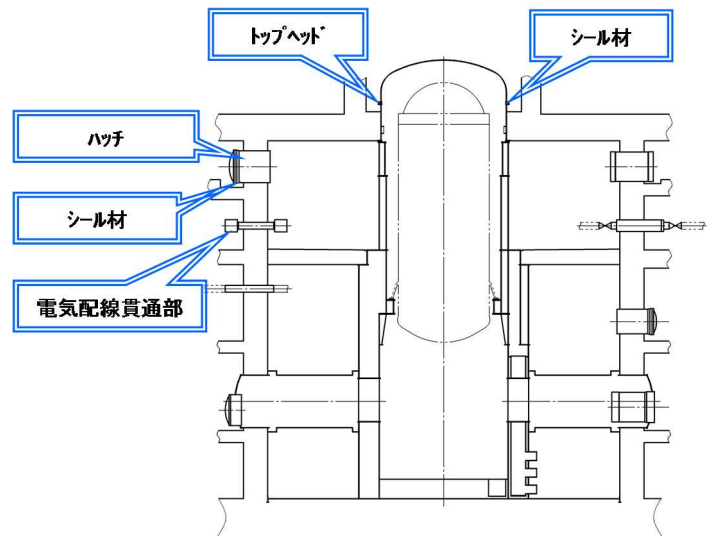 トップヘッド
シール材
ハッチ
シール材
電気配線貫通部